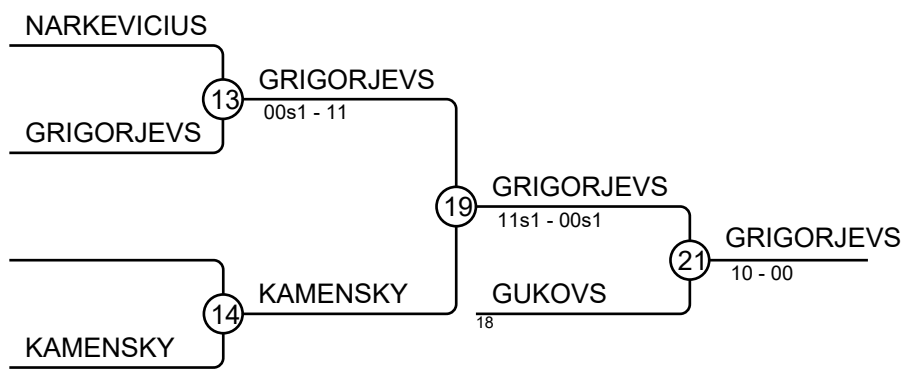 NARKEVICIUS
GRIGORJEVS
13
00s1 - 11
GRIGORJEVS
GRIGORJEVS
19
11s1 - 00s1
GRIGORJEVS
21
10 - 00
KAMENSKY
14
GUKOVS
18
KAMENSKY